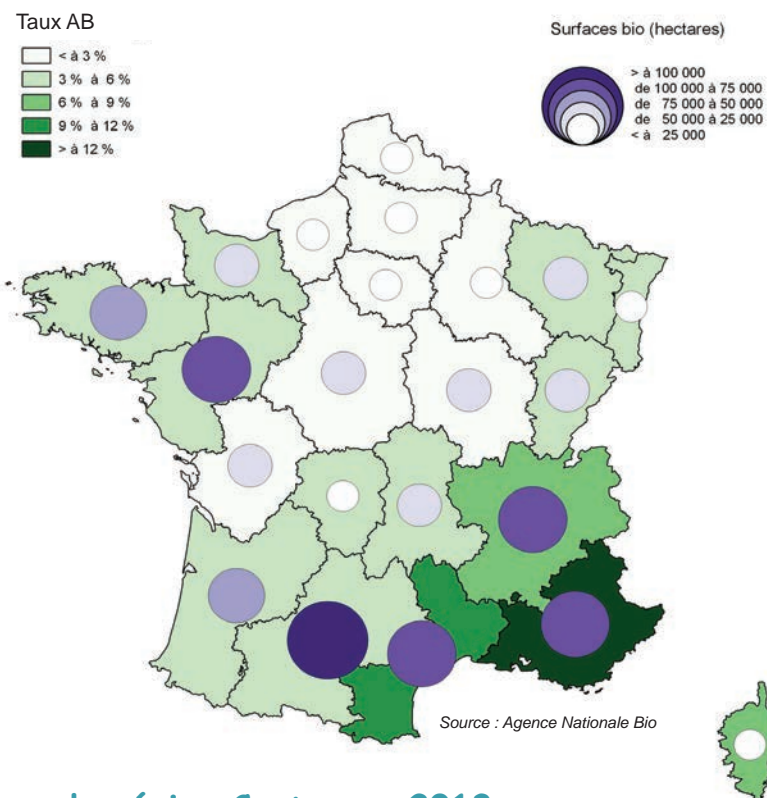 Taux AB
< à 3 %
3 % à 6 %
6 % à 9 %
9 % à 12 %
> à 12 %
Surfaces bio (hectares)
> à 100 000
de 100 000 à 75 000
de 75 000 à 50 000
de 50 000 à 25 000
< à 25 000
Source : Agence Nationale Bio